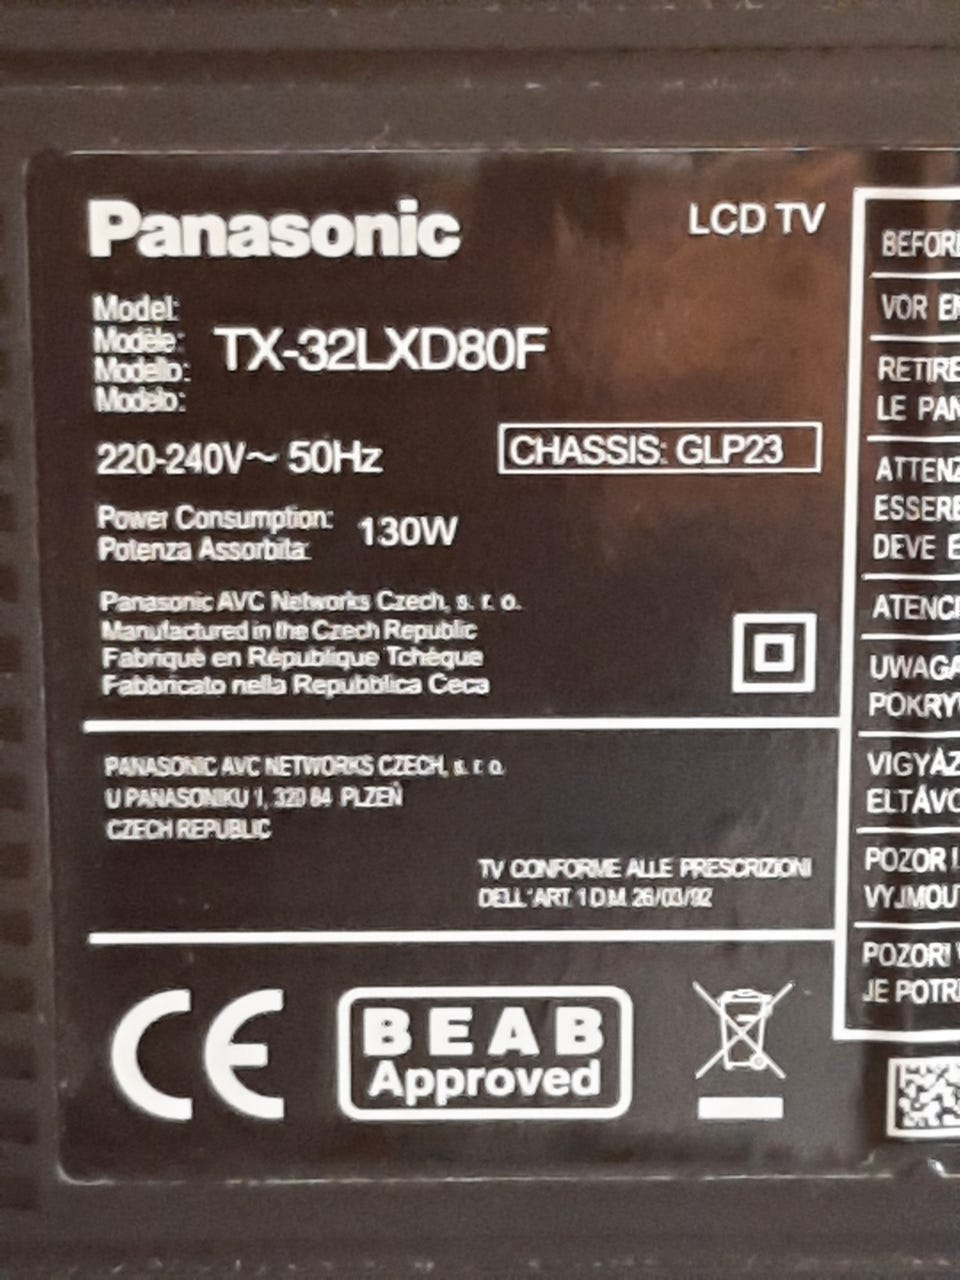 Panasonic
LCD TV
Model:
Modèle:
Modello:
Modelo:
TX-32LXD80F
220-240V~ 50Hz
CHASSIS: GLP23
Power Consumption:
Potenza Assorbita:
130W
Panasonic AVC Networks Czech, s. r. o.
Manufactured in the Czech Republic
Fabriqué en République Tchèque
Fabbricato nella Repubblica Ceca
PANASONIC AVC NETWORKS CZECH, s. r. o.
U PANASONIKU 1, 320 84 PLZEŇ
CZECH REPUBLIC
TV CONFORME ALLE PRESCRIZIONI
DELL'ART. 1 D.M. 26/03/92
CE
BEAB
Approved
BEFOR
VOR EN
RETIRE
LE PAN
ATTENZ
ESSERE
DEVE E
ATENCI
UWAGA
POKRYW
VIGYÁZ
ELTÁVO
POZOR!
VYJMOUT
POZOR!
JE POTRE